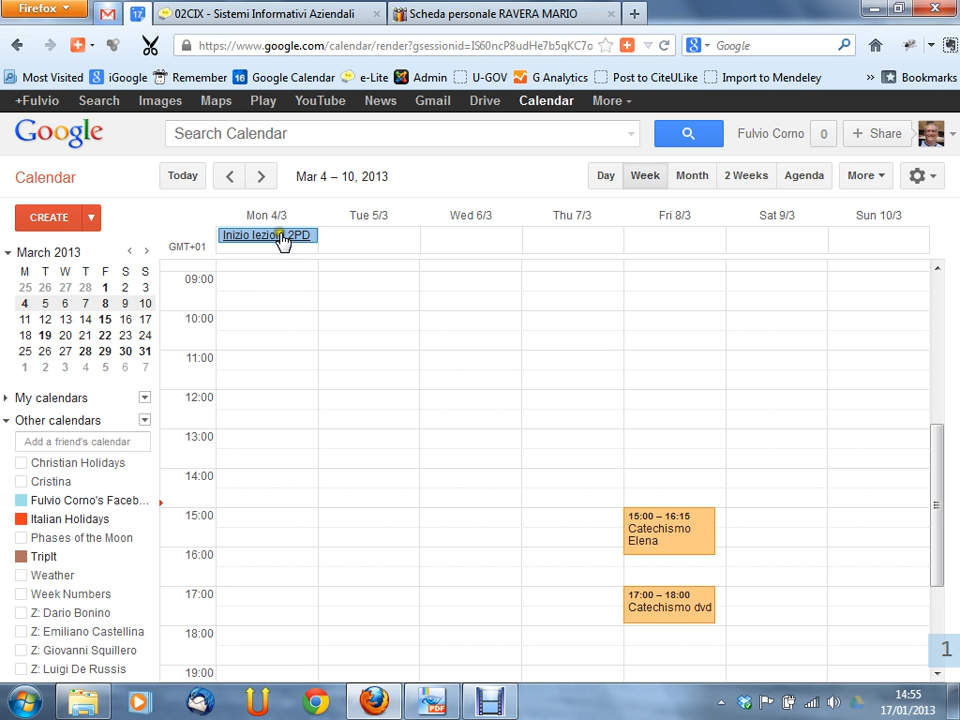 Firefox
17
02CIX - Sistemi Informativi Aziendali
Scheda personale RAVERA MARIO
https://www.google.com/calendar/render?gsessionid=IS60ncP8udHe7b5qKC7o
Google
Most Visited
iGoogle
Remember
16 Google Calendar
e-Lite
Admin
U-GOV
G Analytics
Post to CiteULike
Import to Mendeley
»
Bookmarks
+Fulvio Search Images Maps Play YouTube News Gmail Drive Calendar More
Google
Search Calendar
Fulvio Corno
0
+ Share
Calendar
Today
Mar 4 – 10, 2013
Day Week Month 2 Weeks Agenda
More
CREATE
Mon 4/3 Tue 5/3 Wed 6/3 Thu 7/3 Fri 8/3 Sat 9/3 Sun 10/3
GMT+01
March 2013
M T W T F S S
25 26 27 28 1 2 3
4 5 6 7 8 9 10
11 12 13 14 15 16 17
18 19 20 21 22 23 24
25 26 27 28 29 30 31
1 2 3 4 5 6 7
My calendars
Other calendars
Add a friend's calendar
Christian Holidays
Cristina
Fulvio Corno's Faceb...
Italian Holidays
Phases of the Moon
TripIt
Weather
Week Numbers
Z: Dario Bonino
Z: Emiliano Castellina
Z: Giovanni Squillero
Z: Luigi De Russis
Inizio lezioni 2PD
09:00
10:00
11:00
12:00
13:00
14:00
15:00
16:00
17:00
18:00
19:00
15:00 – 16:15
Catechismo
Elena
17:00 – 18:00
Catechismo dvd
1
PDF
14:55
17/01/2013